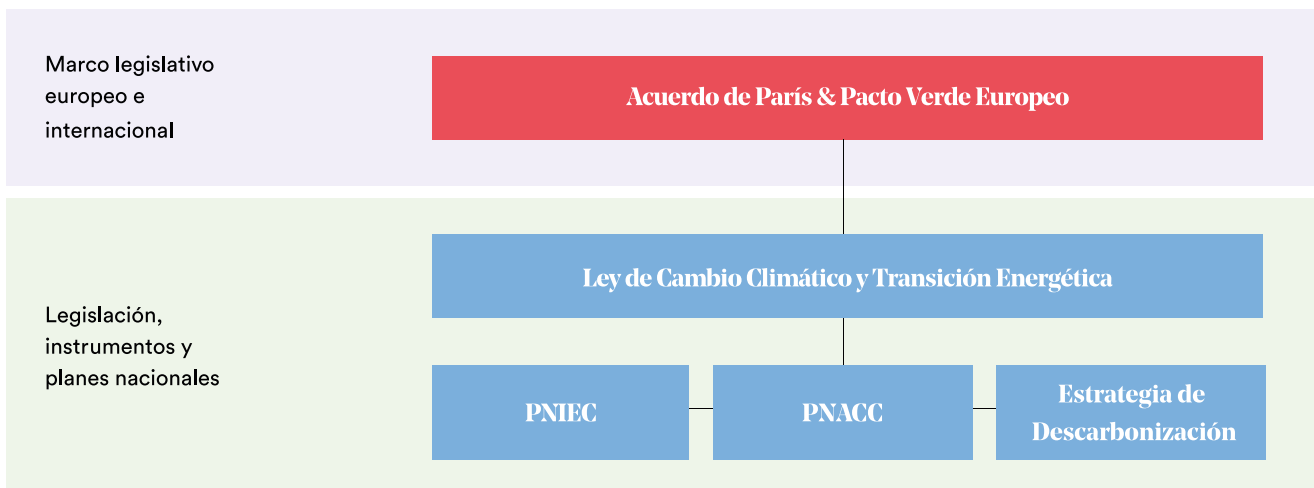 Marco legislativo
europeo e
internacional
Acuerdo de París & Pacto Verde Europeo
Ley de Cambio Climático y Transición Energética
Legislación,
instrumentos y
planes nacionales
PNIEC
PNACC
Estrategia de
Descarbonización